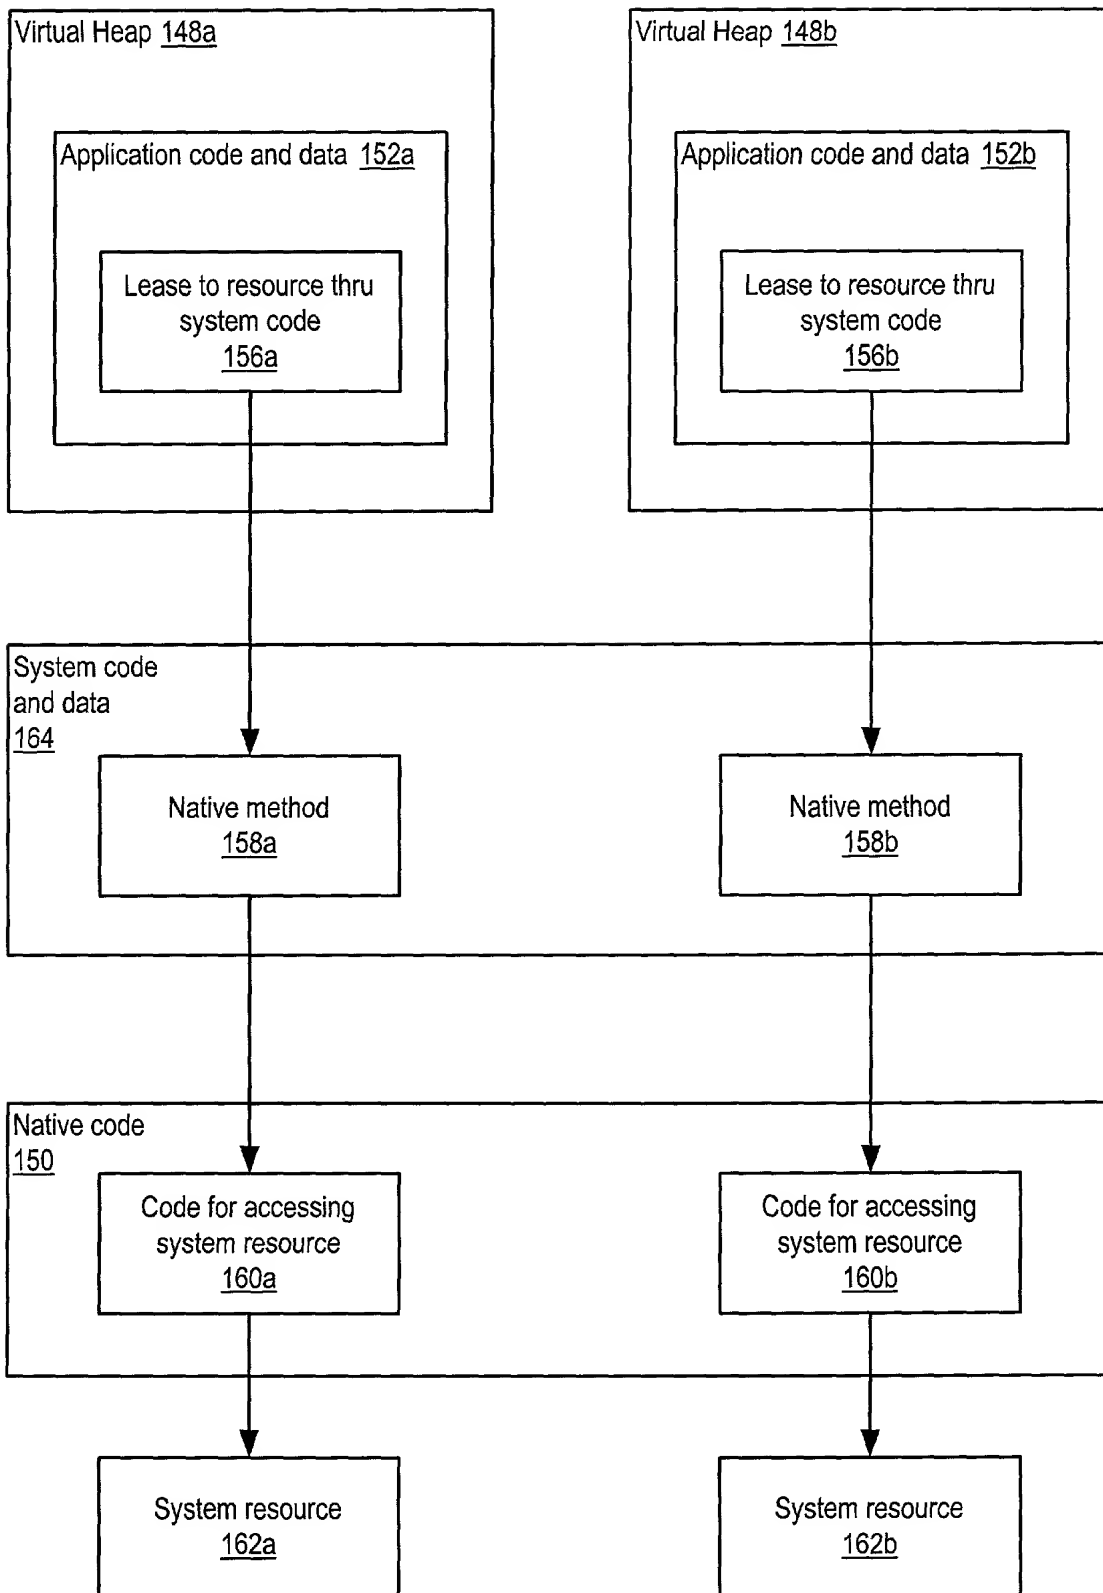 Virtual Heap 148a
Virtual Heap 148b
Application code and data 152a
Application code and data 152b
Lease to resource thru
system code
156a
Lease to resource thru
system code
156b
System code
and data
164
Native method
158a
Native method
158b
Native code
150
Code for accessing
system resource
160a
Code for accessing
system resource
160b
System resource
162a
System resource
162b